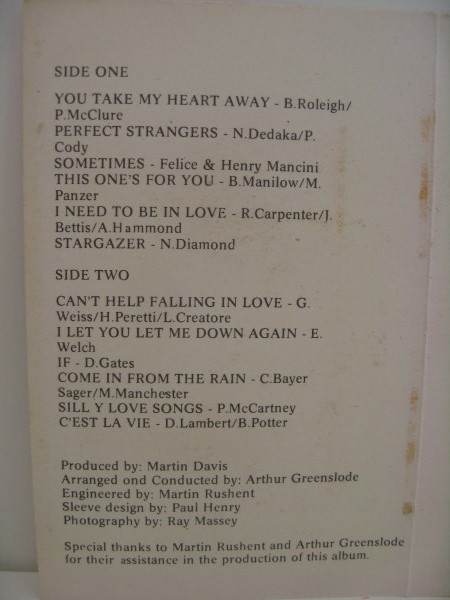 SIDE ONE
YOU TAKE MY HEART AWAY - B.Roleigh/
P.McClure
PERFECT STRANGERS - N.Dedaka/P.
Cody
SOMETIMES - Felice & Henry Mancini
THIS ONE'S FOR YOU - B.Manilow/M.
Panzer
I NEED TO BE IN LOVE - R.Carpenter/J.
Bettis/A.Hammond
STARGAZER - N.Diamond
SIDE TWO
CAN'T HELP FALLING IN LOVE - G.
Weiss/H.Peretti/L.Creatore
I LET YOU LET ME DOWN AGAIN - E.
Welch
IF - D.Gates
COME IN FROM THE RAIN - C.Bayer
Sager/M.Manchester
SILL Y LOVE SONGS - P.McCartney
C'EST LA VIE - D.Lambert/B.Potter
Produced by: Martin Davis
Arranged ond Conducted by: Arthur Greenslode
Engineered by: Martin Rushent
Sleeve design by: Paul Henry
Photography by: Ray Massey
Special thanks to Martin Rushent and Arthur Greenslode
for their assistance in the production of this album.